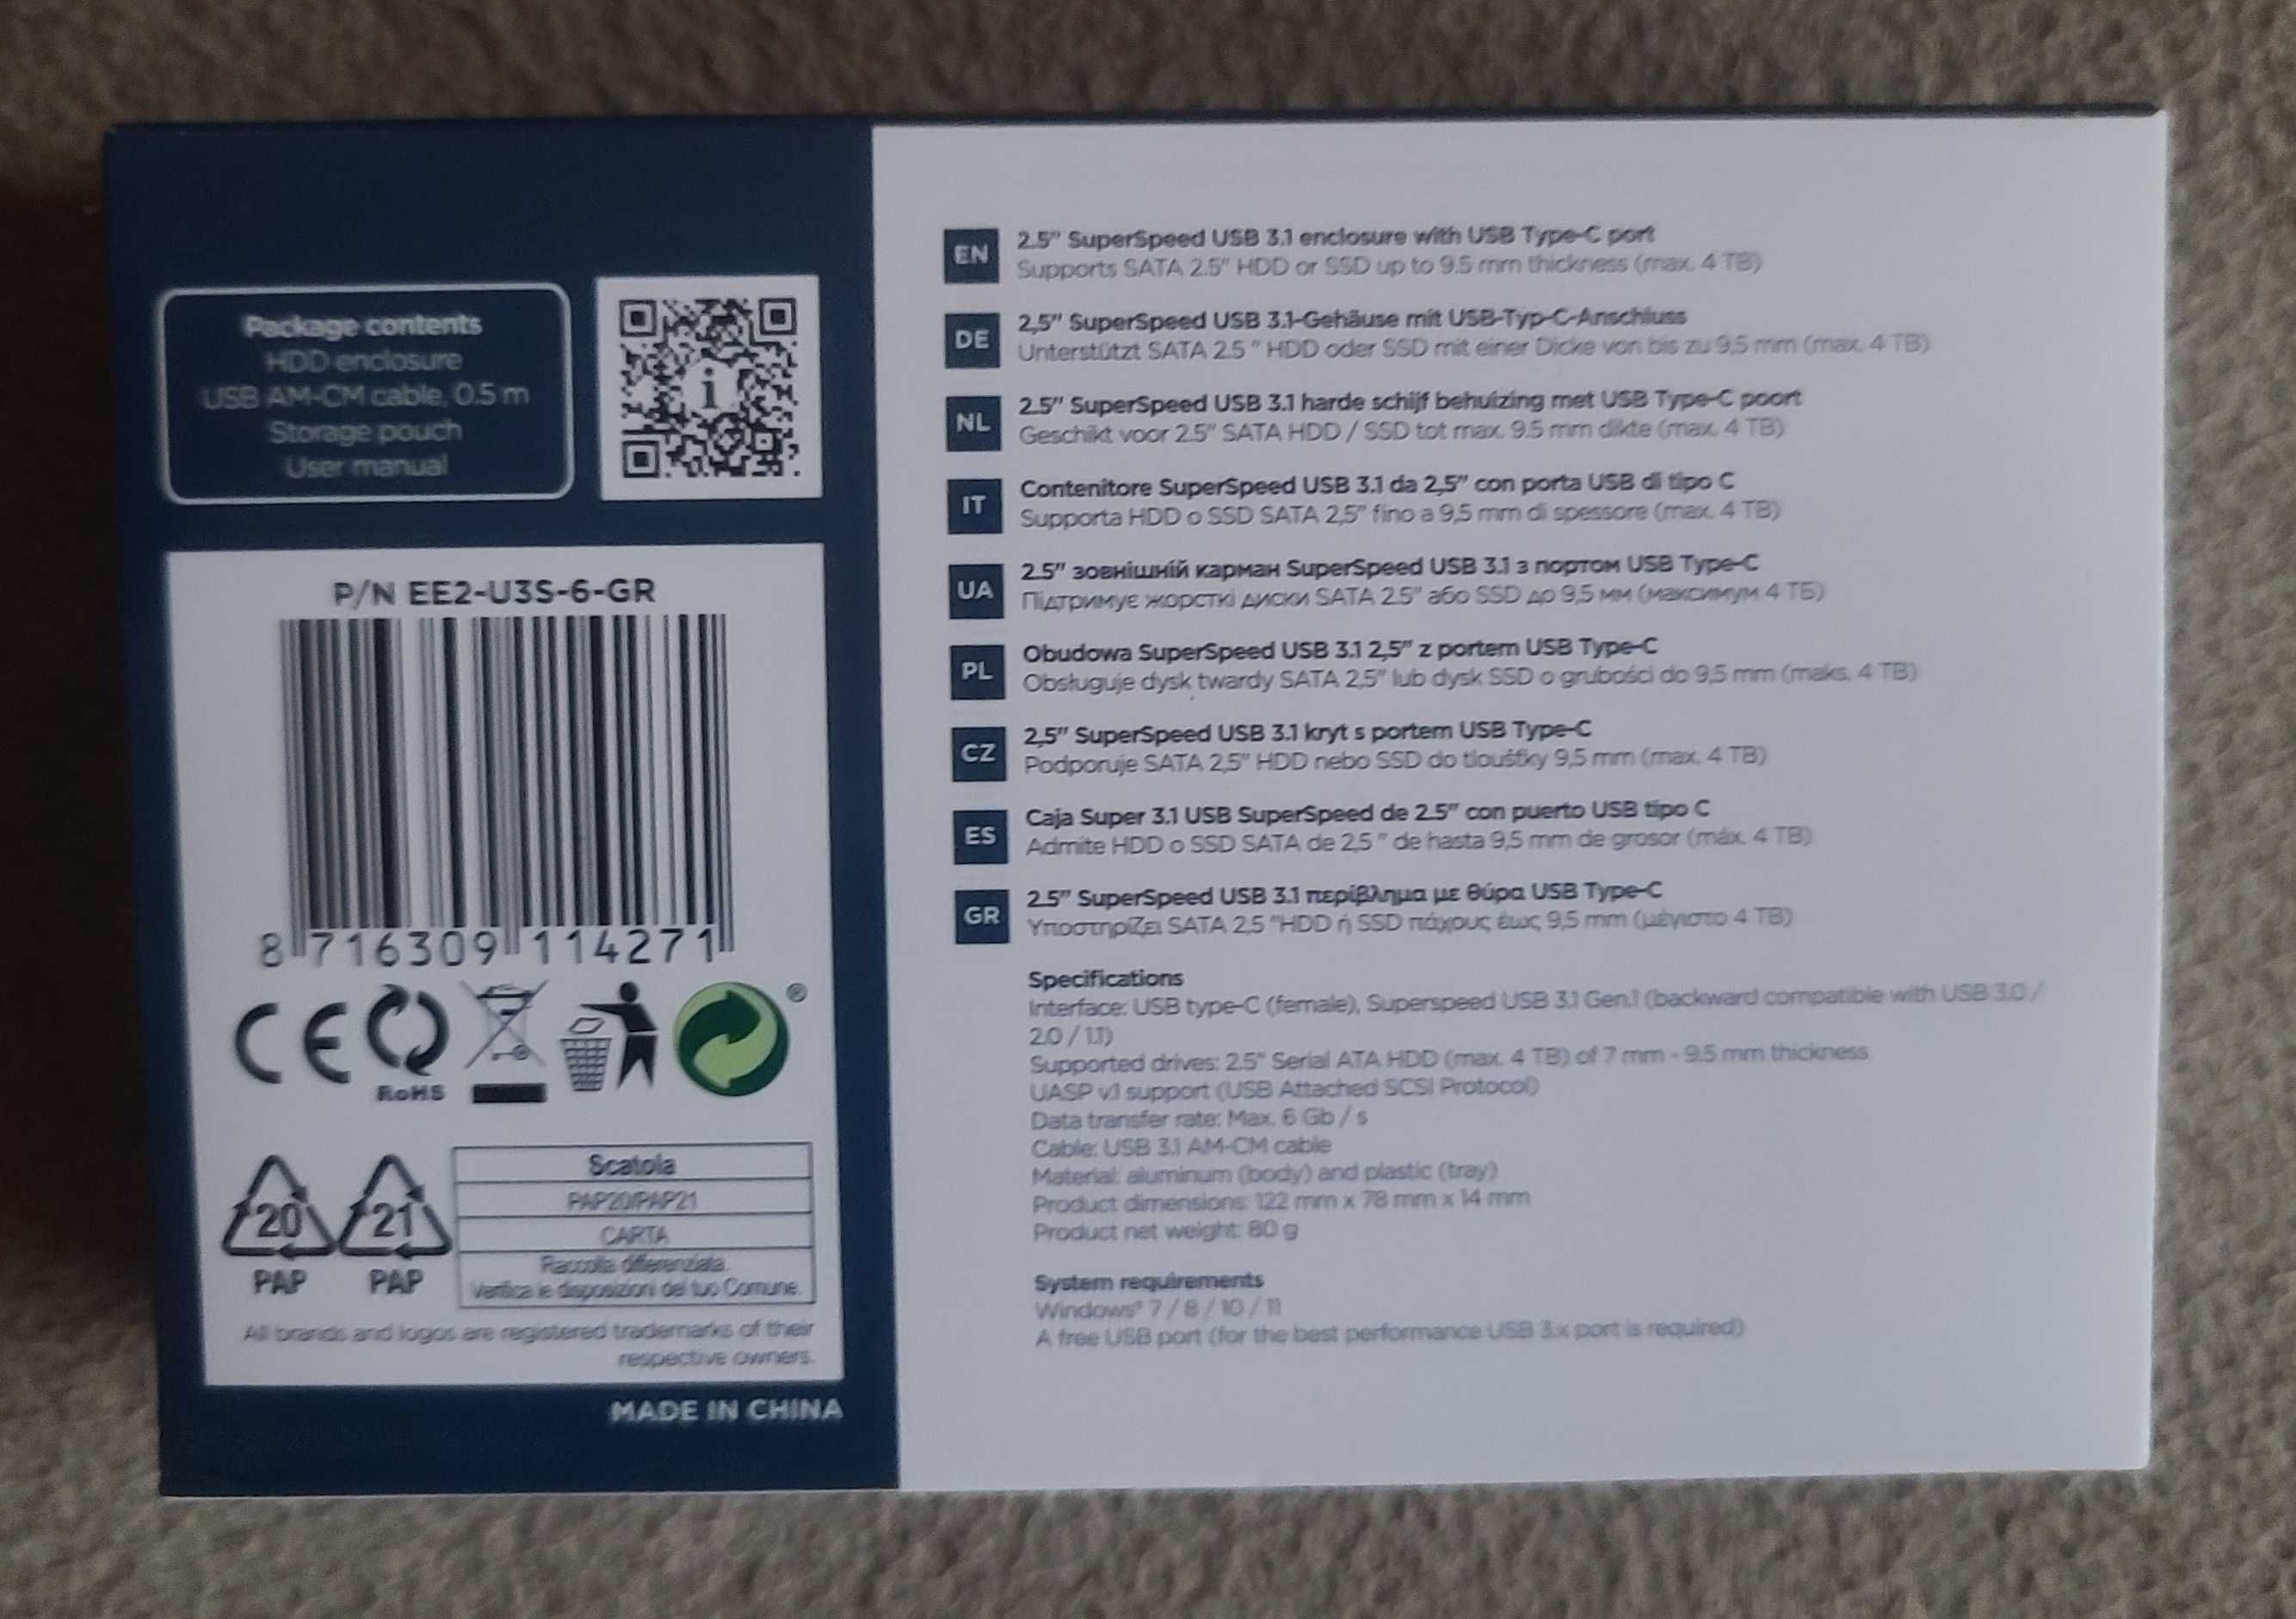 Package contents
HDD enclosure
USB AM-CM cable, 0.5 m
Storage pouch
User manual
i
P/N EE2-U3S-6-GR
8 716309 114271
CE
RoHS
®
20
PAP
21
PAP
Scatola
PAP20/PAP21
CARTA
Raccolta differenziata.
Verifica le disposizioni del tuo Comune.
All brands and logos are registered trademarks of their
respective owners.
MADE IN CHINA
EN
2.5" SuperSpeed USB 3.1 enclosure with USB Type-C port
Supports SATA 2.5" HDD or SSD up to 9.5 mm thickness (max. 4 TB)
DE
2,5" SuperSpeed USB 3.1-Gehäuse mit USB-Typ-C-Anschluss
Unterstützt SATA 2.5 " HDD oder SSD mit einer Dicke von bis zu 9,5 mm (max. 4 TB)
NL
2.5" SuperSpeed USB 3.1 harde schijf behuizing met USB Type-C poort
Geschikt voor 2.5" SATA HDD / SSD tot max. 9.5 mm dikte (max. 4 TB)
IT
Contenitore SuperSpeed USB 3.1 da 2,5" con porta USB di tipo C
Supporta HDD o SSD SATA 2,5" fino a 9,5 mm di spessore (max. 4 TB)
UA
2.5" зовнішній карман SuperSpeed USB 3.1 з портом USB Type-C
Підтримує жорсткі диски SATA 2.5" або SSD до 9,5 мм (максимум 4 ТБ)
PL
Obudowa SuperSpeed USB 3.1 2,5" z portem USB Type-C
Obsługuje dysk twardy SATA 2,5" lub dysk SSD o grubości do 9,5 mm (maks. 4 TB)
CZ
2,5" SuperSpeed USB 3.1 kryt s portem USB Type-C
Podporuje SATA 2,5" HDD nebo SSD do tloušťky 9,5 mm (max. 4 TB)
ES
Caja Super 3.1 USB SuperSpeed de 2.5" con puerto USB tipo C
Admite HDD o SSD SATA de 2,5 " de hasta 9,5 mm de grosor (máx. 4 TB)
GR
2.5" SuperSpeed USB 3.1 περίβλημα με θύρα USB Type-C
Υποστηρίζει SATA 2,5 "HDD ή SSD πάχους έως 9,5 mm (μέγιστο 4 TB)
Specifications
Interface: USB type-C (female), Superspeed USB 3.1 Gen.1 (backward compatible with USB 3.0 /
2.0 / 1.1)
Supported drives: 2.5" Serial ATA HDD (max. 4 TB) of 7 mm - 9.5 mm thickness
UASP v.1 support (USB Attached SCSI Protocol)
Data transfer rate: Max. 6 Gb / s
Cable: USB 3.1 AM-CM cable
Material: aluminum (body) and plastic (tray)
Product dimensions: 122 mm x 78 mm x 14 mm
Product net weight: 80 g
System requirements
Windows® 7 / 8 / 10 / 11
A free USB port (for the best performance USB 3.x port is required)